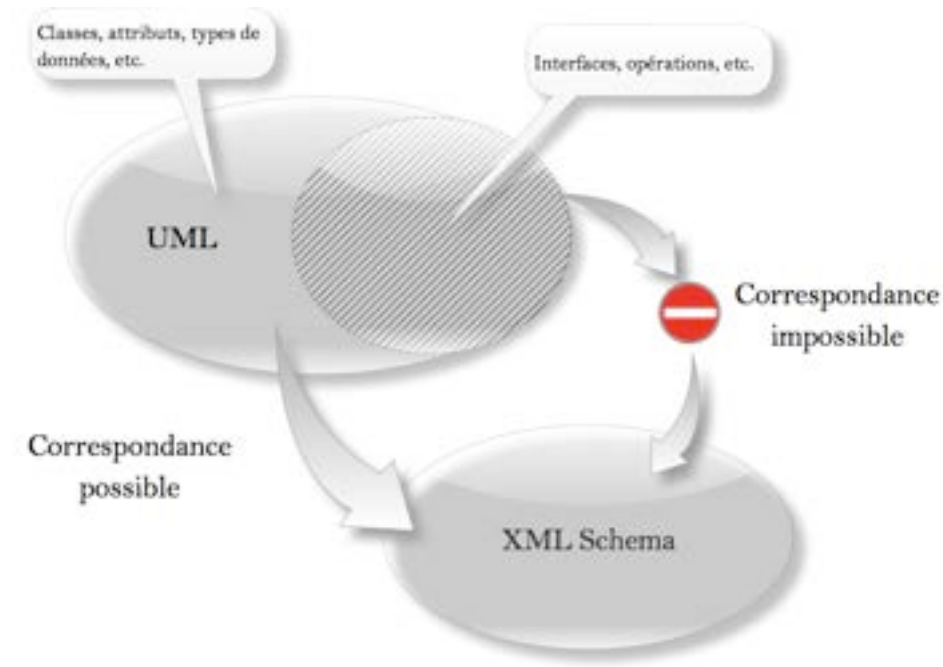 Classes, attributs, types de
données, etc.
Interfaces, opérations, etc.
UML
Correspondance
impossible
Correspondance
possible
XML Schema